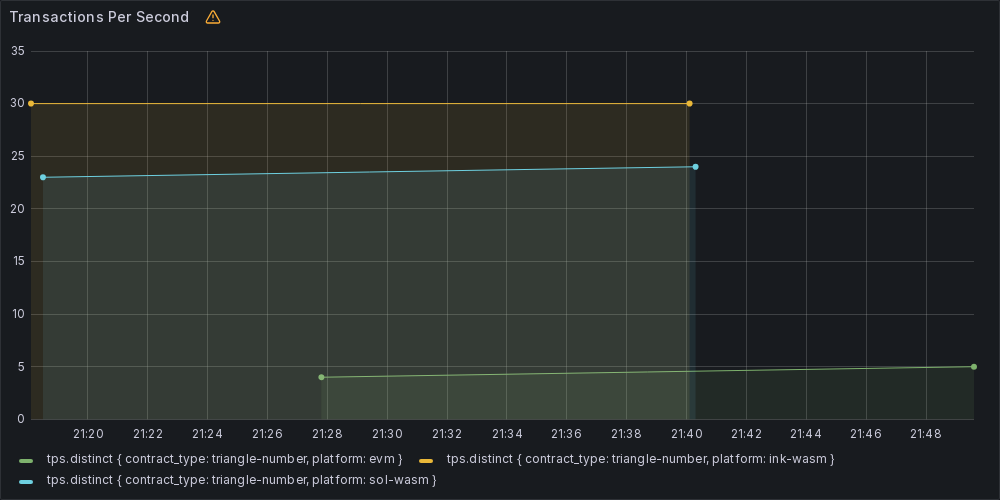 Transactions Per Second
35
30
25
20
15
10
5
0
21:20 21:22 21:24 21:26 21:28 21:30 21:32 21:34 21:36 21:38 21:40 21:42 21:44 21:46 21:48
tps.distinct { contract_type: triangle-number, platform: evm } tps.distinct { contract_type: triangle-number, platform: ink-wasm }
tps.distinct { contract_type: triangle-number, platform: sol-wasm }